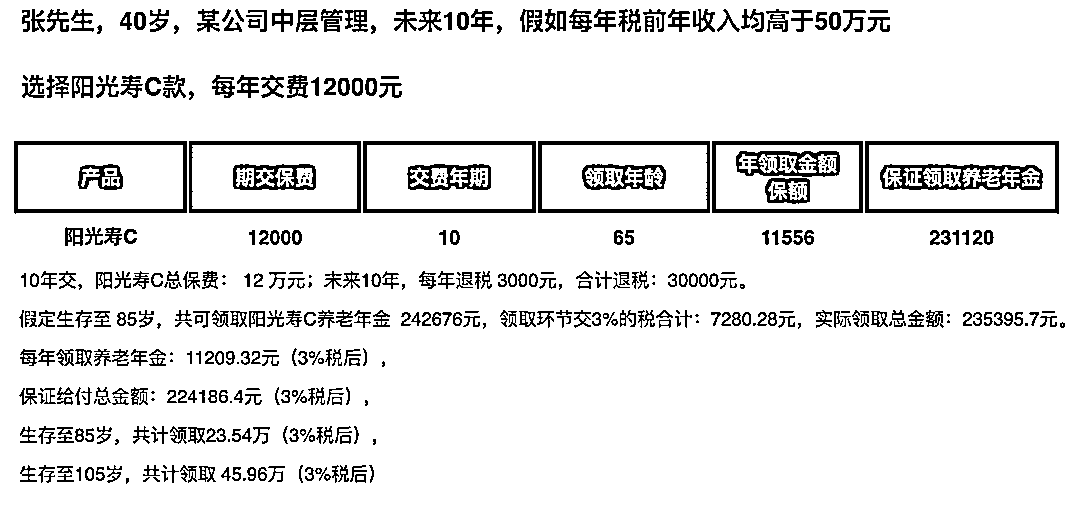 张先生，40岁，某公司中层管理，未来10年，假如每年税前年收入均高于50万元
选择阳光寿C款，每年交费12000元
产品 期交保费 交费年期 领取年龄 年领取金额 保额 保证领取养老年金
阳光寿C 12000 10 65 11556 231120
10年交，阳光寿C总保费： 12 万元；未来10年，每年退税 3000元，合计退税：30000元。
假定生存至 85岁，共可领取阳光寿C养老年金 242676元，领取环节交3%的税合计：7280.28元，实际领取总金额：235395.7元。
每年领取养老年金：11209.32元（3%税后），
保证给付总金额：224186.4元（3%税后），
生存至85岁，共计领取23.54万（3%税后），
生存至105岁，共计领取 45.96万（3%税后）